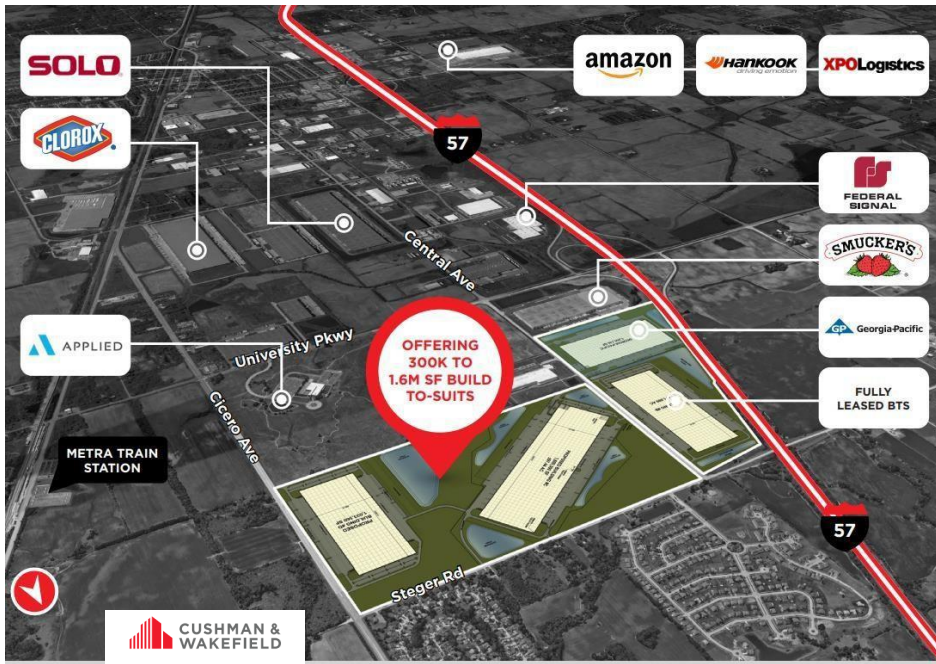 SOLO
CLOROX
amazon
HANKOOK
driving emotion
XPOLogistics
57
FEDERAL
SIGNAL
SMUCKER'S
Central Ave
University Pkwy
GP Georgia-Pacific
APPLIED
OFFERING
300K TO
1.6M SF BUILD
TO-SUITS
FULLY
LEASED BTS
Cicero Ave
METRA TRAIN
STATION
PROPOSED
57
Steger Rd
CUSHMAN &
WAKEFIELD